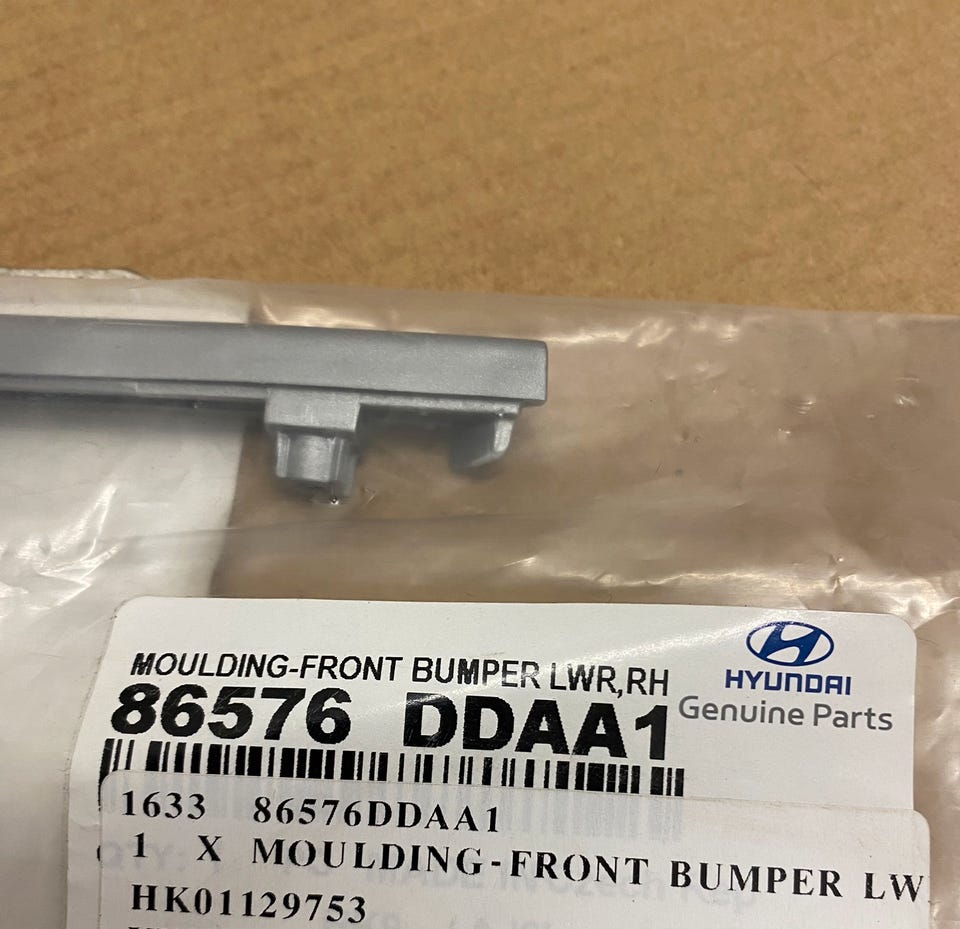 MOULDING-FRONT BUMPER LWR,RH
86576 DDAA1
HYUNDAI
Genuine Parts
1633 86576DDAA1
1 X MOULDING-FRONT BUMPER LW
HK01129753